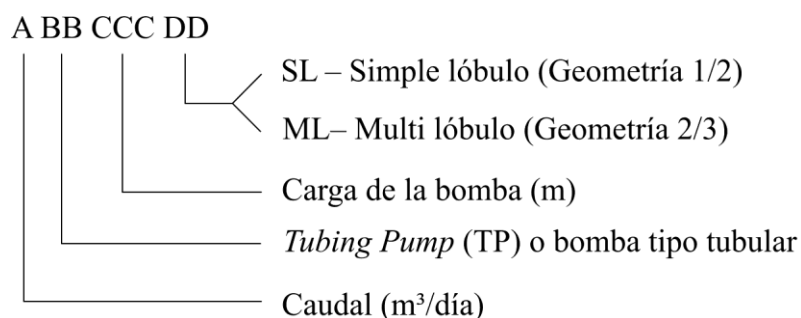 A BB CCC DD
SL – Simple lóbulo (Geometría 1/2)
ML– Multi lóbulo (Geometría 2/3)
Carga de la bomba (m)
Tubing Pump (TP) o bomba tipo tubular
Caudal (m³/día)